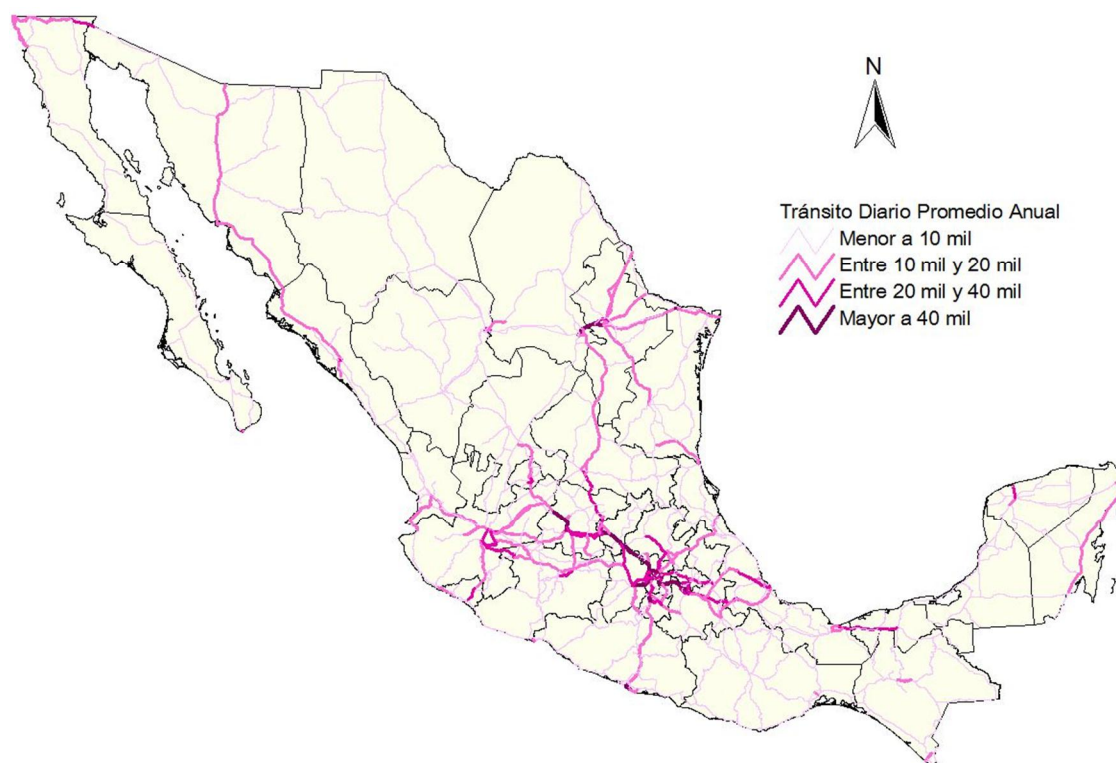 N
Tránsito Diario Promedio Anual
Menor a 10 mil
Entre 10 mil y 20 mil
Entre 20 mil y 40 mil
Mayor a 40 mil